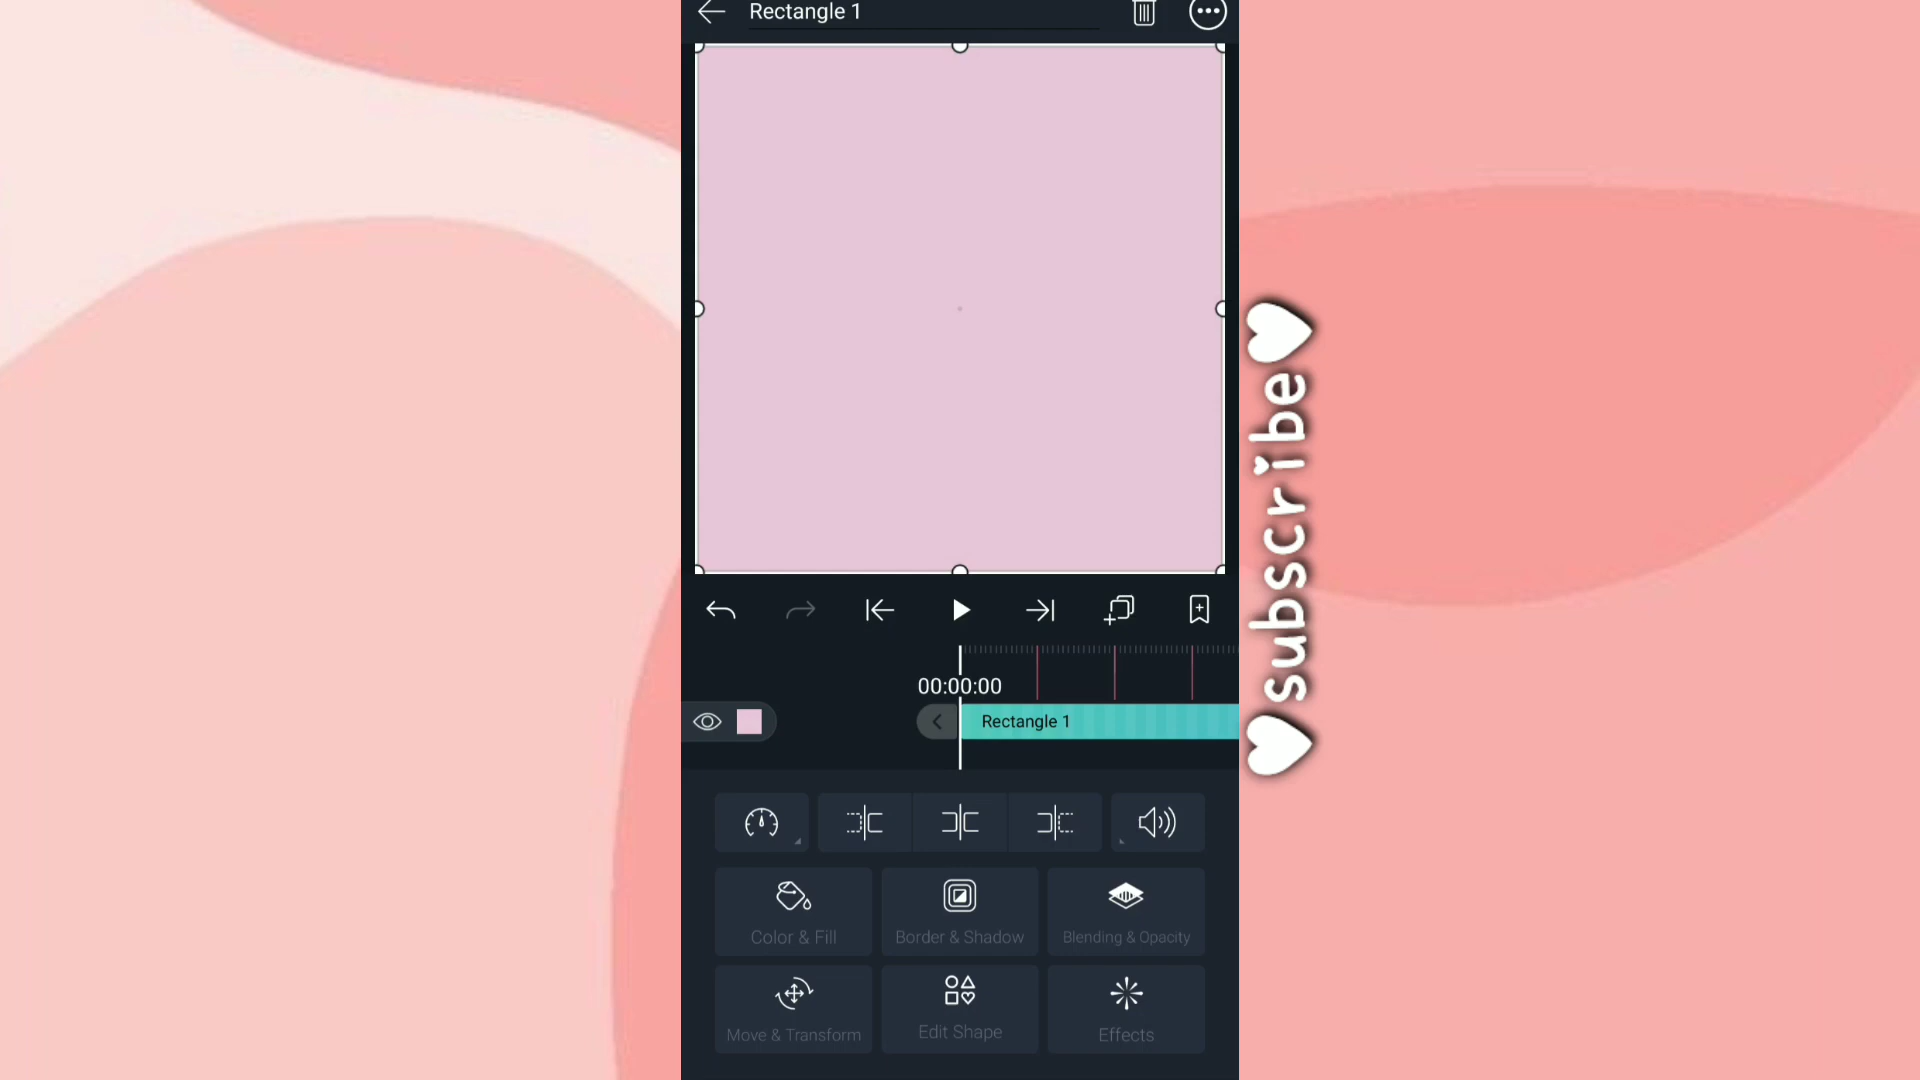 Rectangle 1
00:00:00
Rectangle 1
Color & Fill
Border & Shadow
Blending & Opacity
Move & Transform
Edit Shape
Effects
subscribe